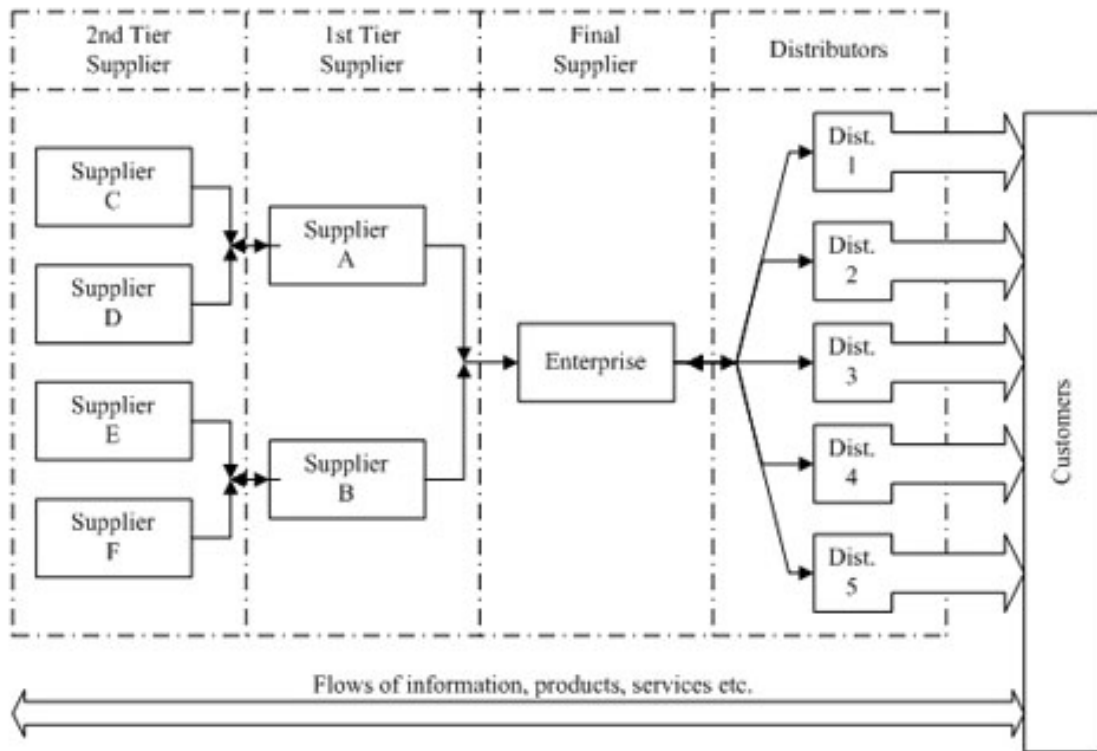 2nd Tier
Supplier
1st Tier
Supplier
Final
Supplier
Distributors
Supplier
C
Supplier
D
Supplier
E
Supplier
F
Supplier
A
Supplier
B
Enterprise
Dist.
1
Dist.
2
Dist.
3
Dist.
4
Dist.
5
Customers
Flows of information, products, services etc.